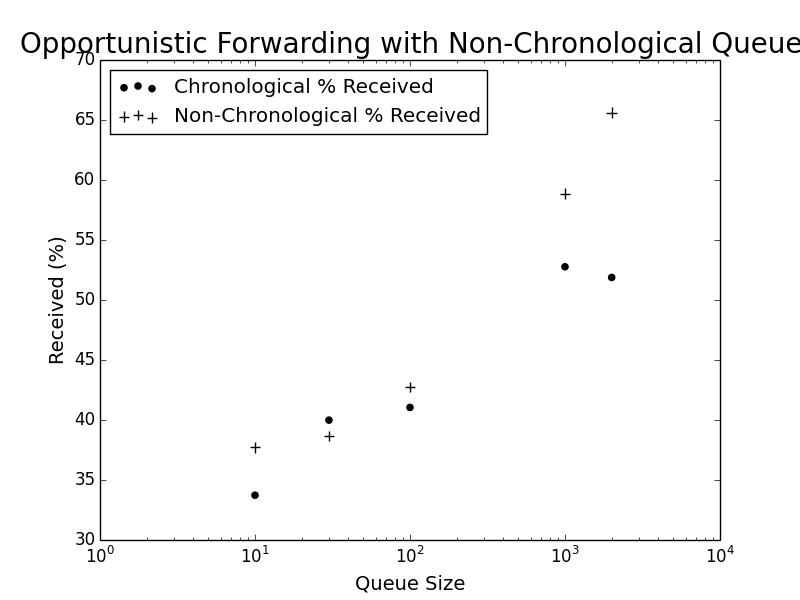 Opportunistic Forwarding with Non-Chronological Queue
Chronological % Received
Non-Chronological % Received
70
65
60
55
50
45
40
35
30
Received (%)
10^0 10^1 10^2 10^3 10^4
Queue Size